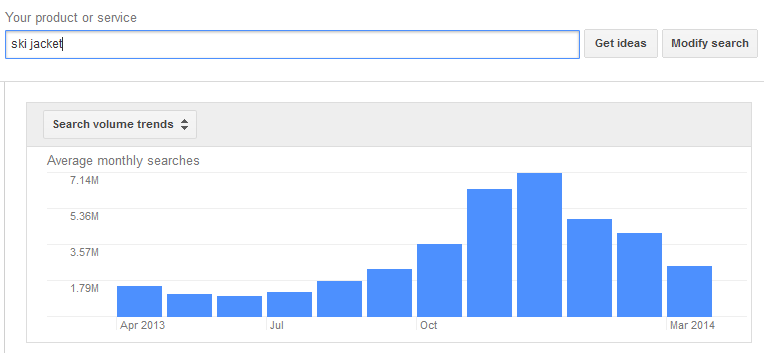 Your product or service
ski jacket
Get ideas
Modify search
Search volume trends
Average monthly searches
7.14M
5.36M
3.57M
1.79M
Apr 2013
Jul
Oct
Mar 2014